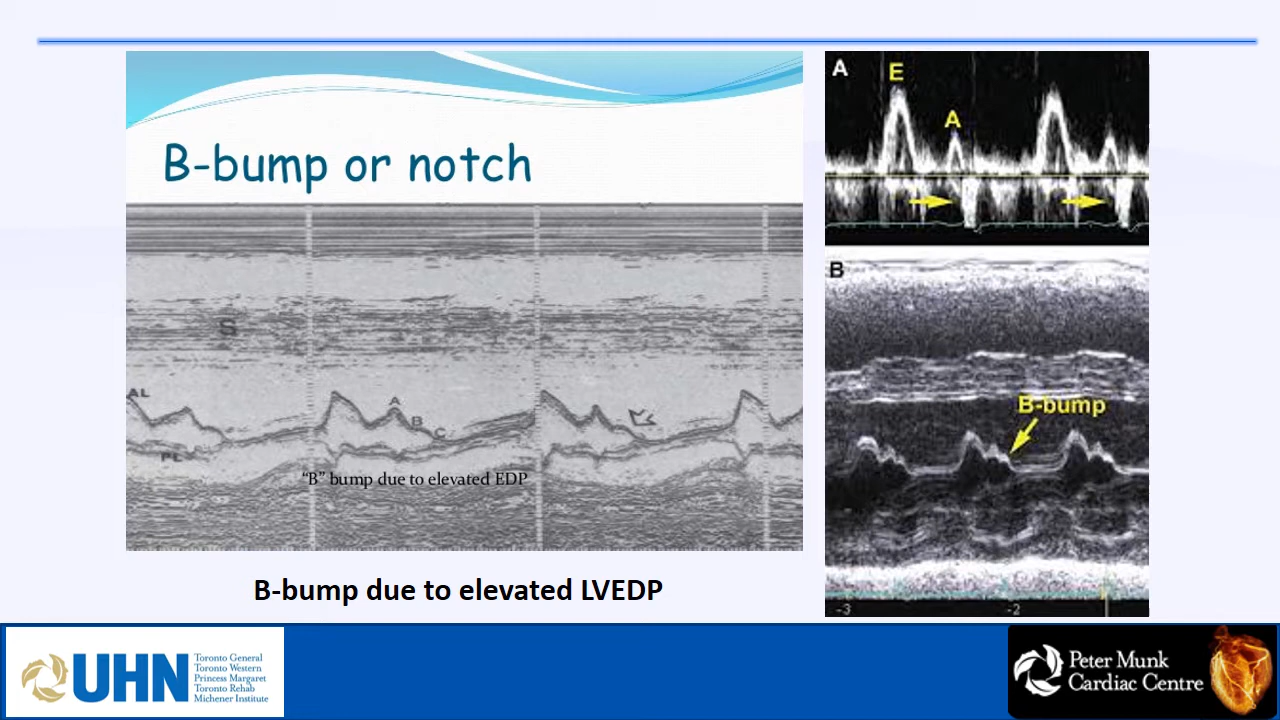 B-bump or notch
S
AL
A
B
C
PL
“B” bump due to elevated EDP
B-bump due to elevated LVEDP
A
E
A
B
B-bump
-3
-2
UHN
Toronto General
Toronto Western
Princess Margaret
Toronto Rehab
Michener Institute
Peter Munk
Cardiac Centre